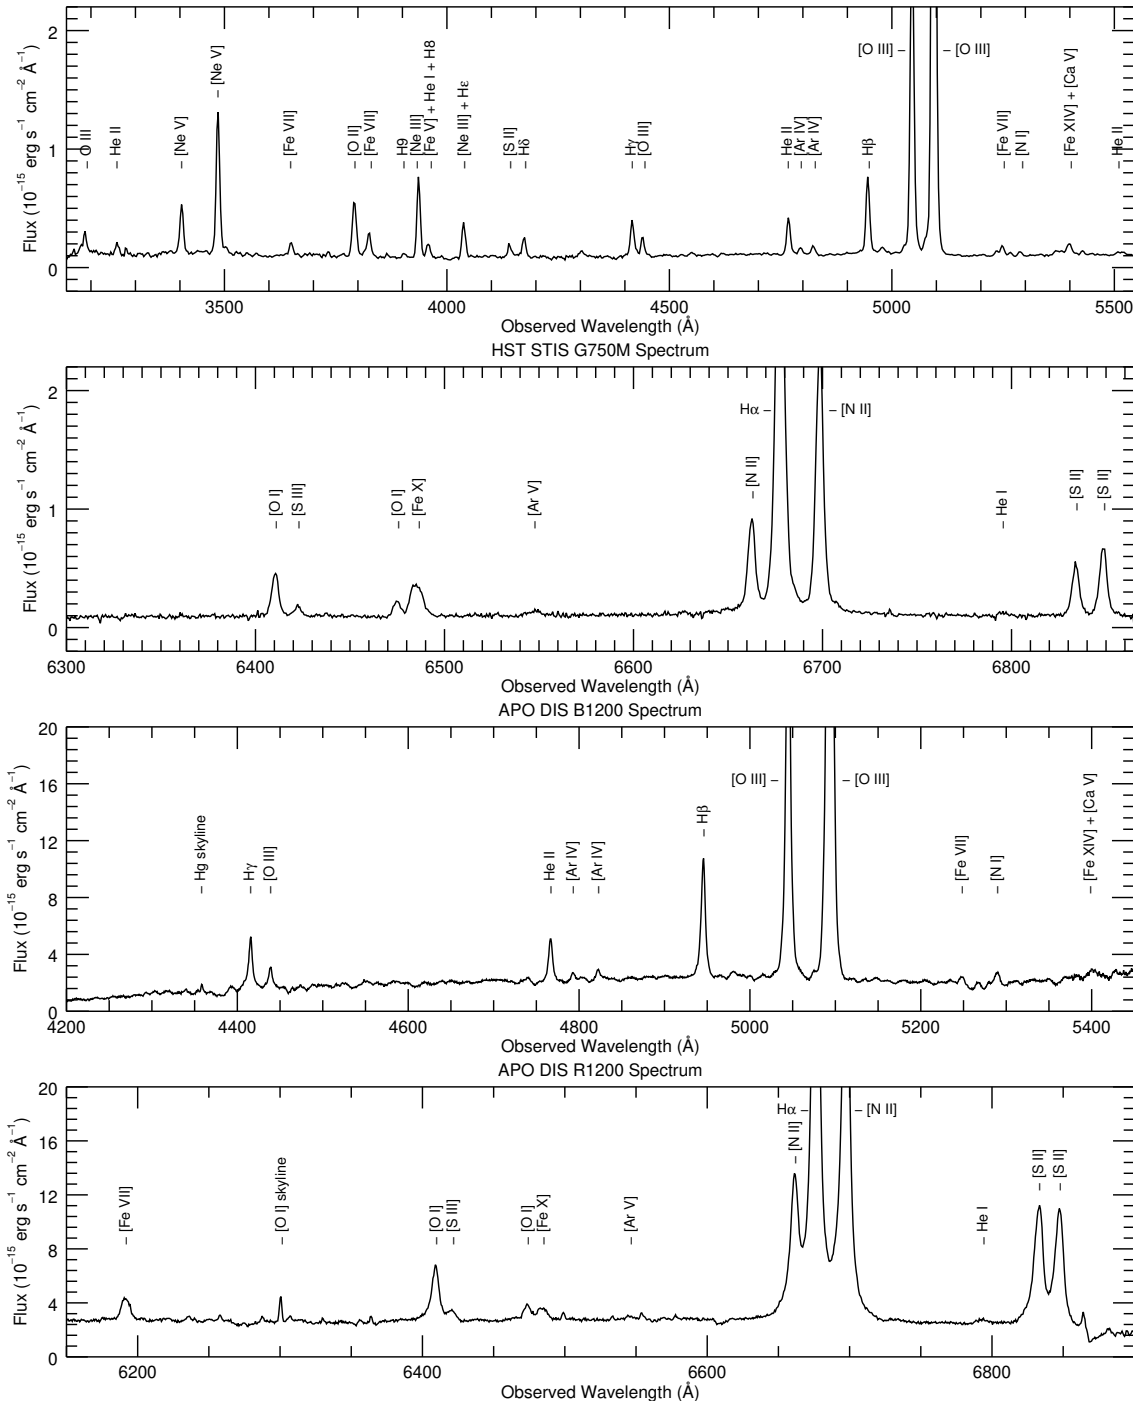 2
1
0
Flux (10⁻¹⁵ erg s⁻¹ cm⁻² Å⁻¹)
O III
He II
[Ne V]
[Ne V]
[Fe VII]
[O II]
[Fe VII]
H9
[Ne III]
[Fe V] + He I + H8
[Ne III] + Hε
[S II]
Hδ
Hγ
[O III]
He II
[Ar IV]
[Ar IV]
Hβ
[O III]
[O III]
[Fe VII]
[N I]
[Fe XIV] + [Ca V]
He II
3500 4000 4500 5000 5500
Observed Wavelength (Å)
HST STIS G750M Spectrum
2
1
0
Flux (10⁻¹⁵ erg s⁻¹ cm⁻² Å⁻¹)
[O I]
[S III]
[O I]
[Fe X]
[Ar V]
[N II]
Hα
[N II]
He I
[S II]
[S II]
6300 6400 6500 6600 6700 6800
Observed Wavelength (Å)
APO DIS B1200 Spectrum
20
16
12
8
4
0
Flux (10⁻¹⁵ erg s⁻¹ cm⁻² Å⁻¹)
Hg skyline
Hγ
[O III]
He II
[Ar IV]
[Ar IV]
Hβ
[O III]
[O III]
[Fe VII]
[N I]
[Fe XIV] + [Ca V]
4200 4400 4600 4800 5000 5200 5400
Observed Wavelength (Å)
APO DIS R1200 Spectrum
20
16
12
8
4
0
Flux (10⁻¹⁵ erg s⁻¹ cm⁻² Å⁻¹)
[Fe VII]
[O I] skyline
[O I]
[S III]
[O I]
[Fe X]
[Ar V]
[N II]
Hα
[N II]
He I
[S II]
[S II]
6200 6400 6600 6800
Observed Wavelength (Å)